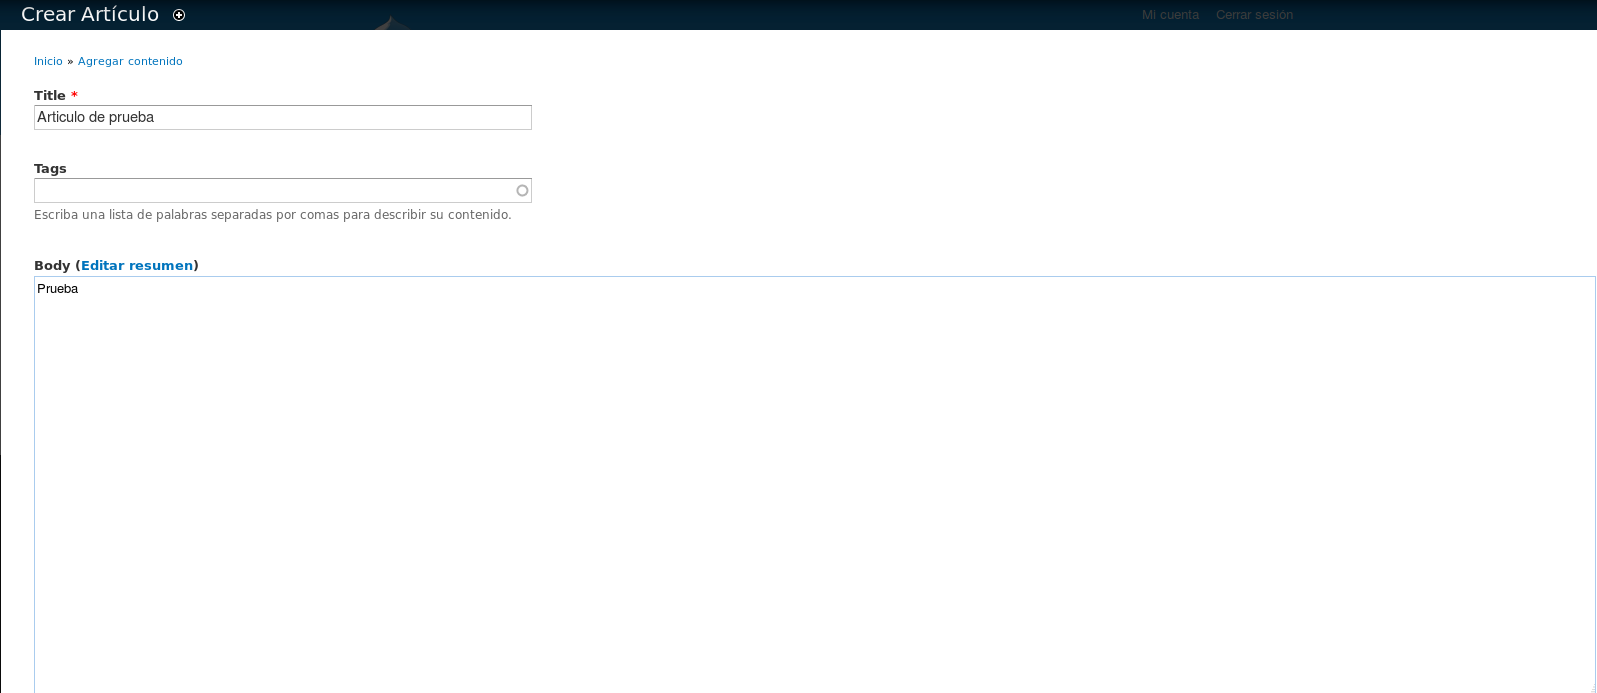 Crear Artículo
Mi cuenta Cerrar sesión
Inicio » Agregar contenido
Title *
Articulo de prueba
Tags
Escriba una lista de palabras separadas por comas para describir su contenido.
Body (Editar resumen)
Prueba